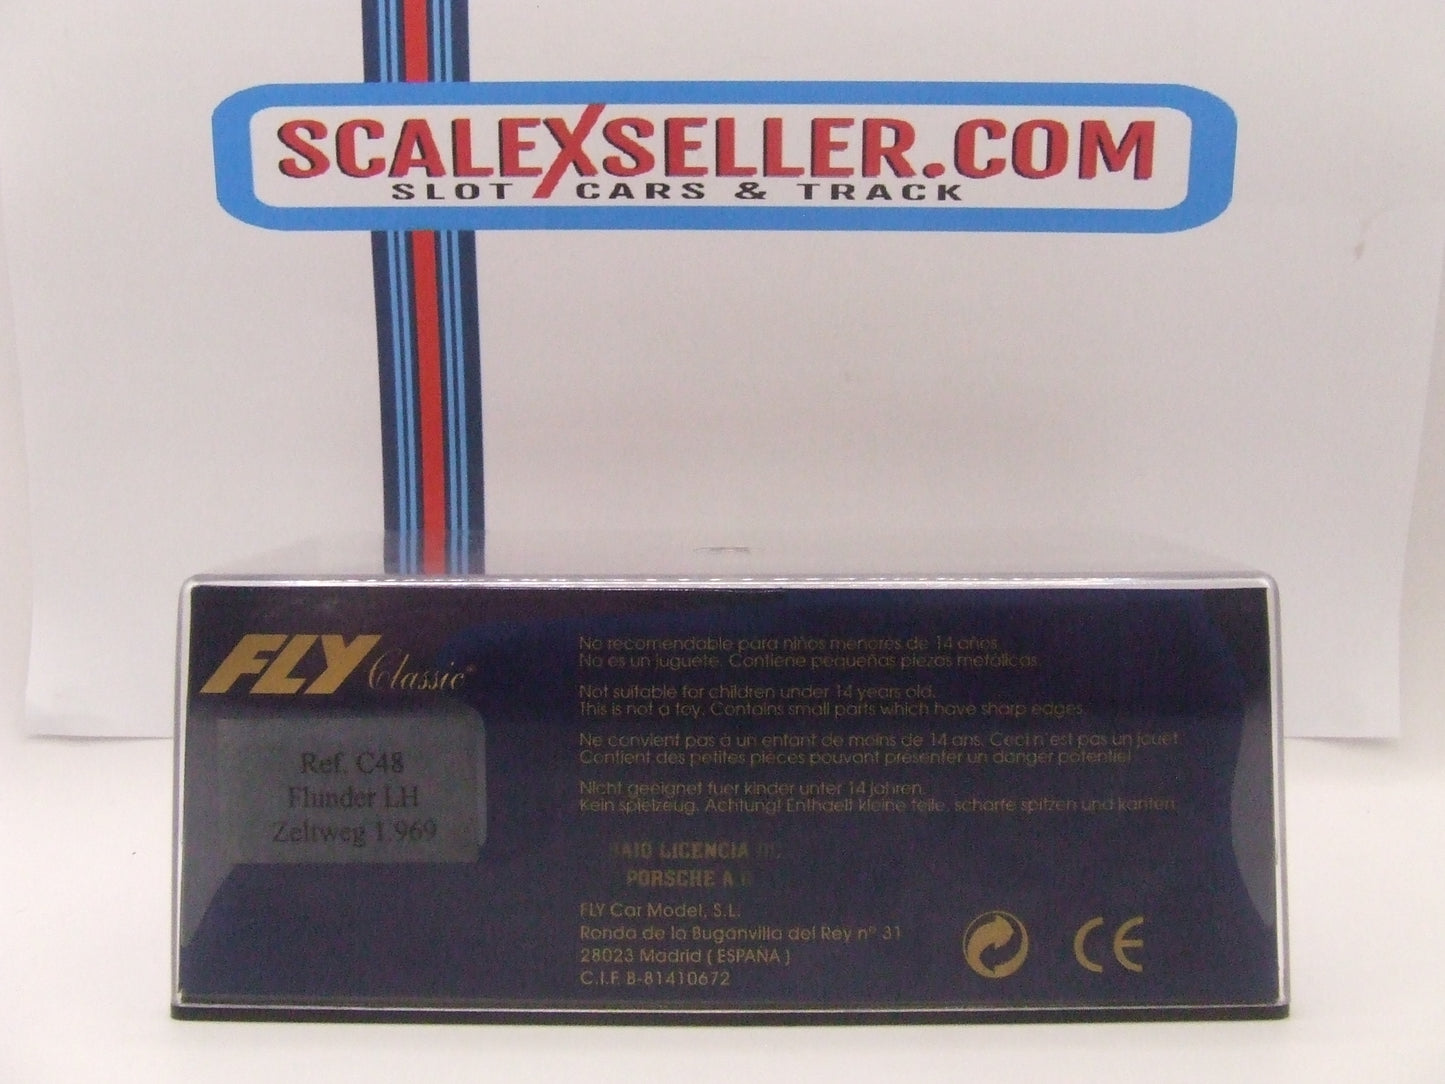 SCALEXSELLER.COM
SLOT CARS & TRACK
FLY Classic®
Ref. C48
Flunder LH
Zeltweg 1.969
No recomendable para niños menores de 14 años.
No es un juguete. Contiene pequeñas piezas metálicas.
Not suitable for children under 14 years old.
This is not a toy. Contains small parts which have sharp edges.
Ne convient pas á un enfant de moins de 14 ans. Ceci n'est pas un jouet
Contient des petites piéces pouvant présenter un danger potentiel
Nicht geeignet fuer kinder unter 14 jahren.
Kein spielzeug. Achtung! Enthaelt kleine teile, scharfe spitzen und kanten.
LICENCIA
PORSCHE A
FLY Car Model, S.L.
Ronda de la Buganvilla del Rey nº 31
28023 Madrid ( ESPAÑA )
C.I.F. B-81410672
CE